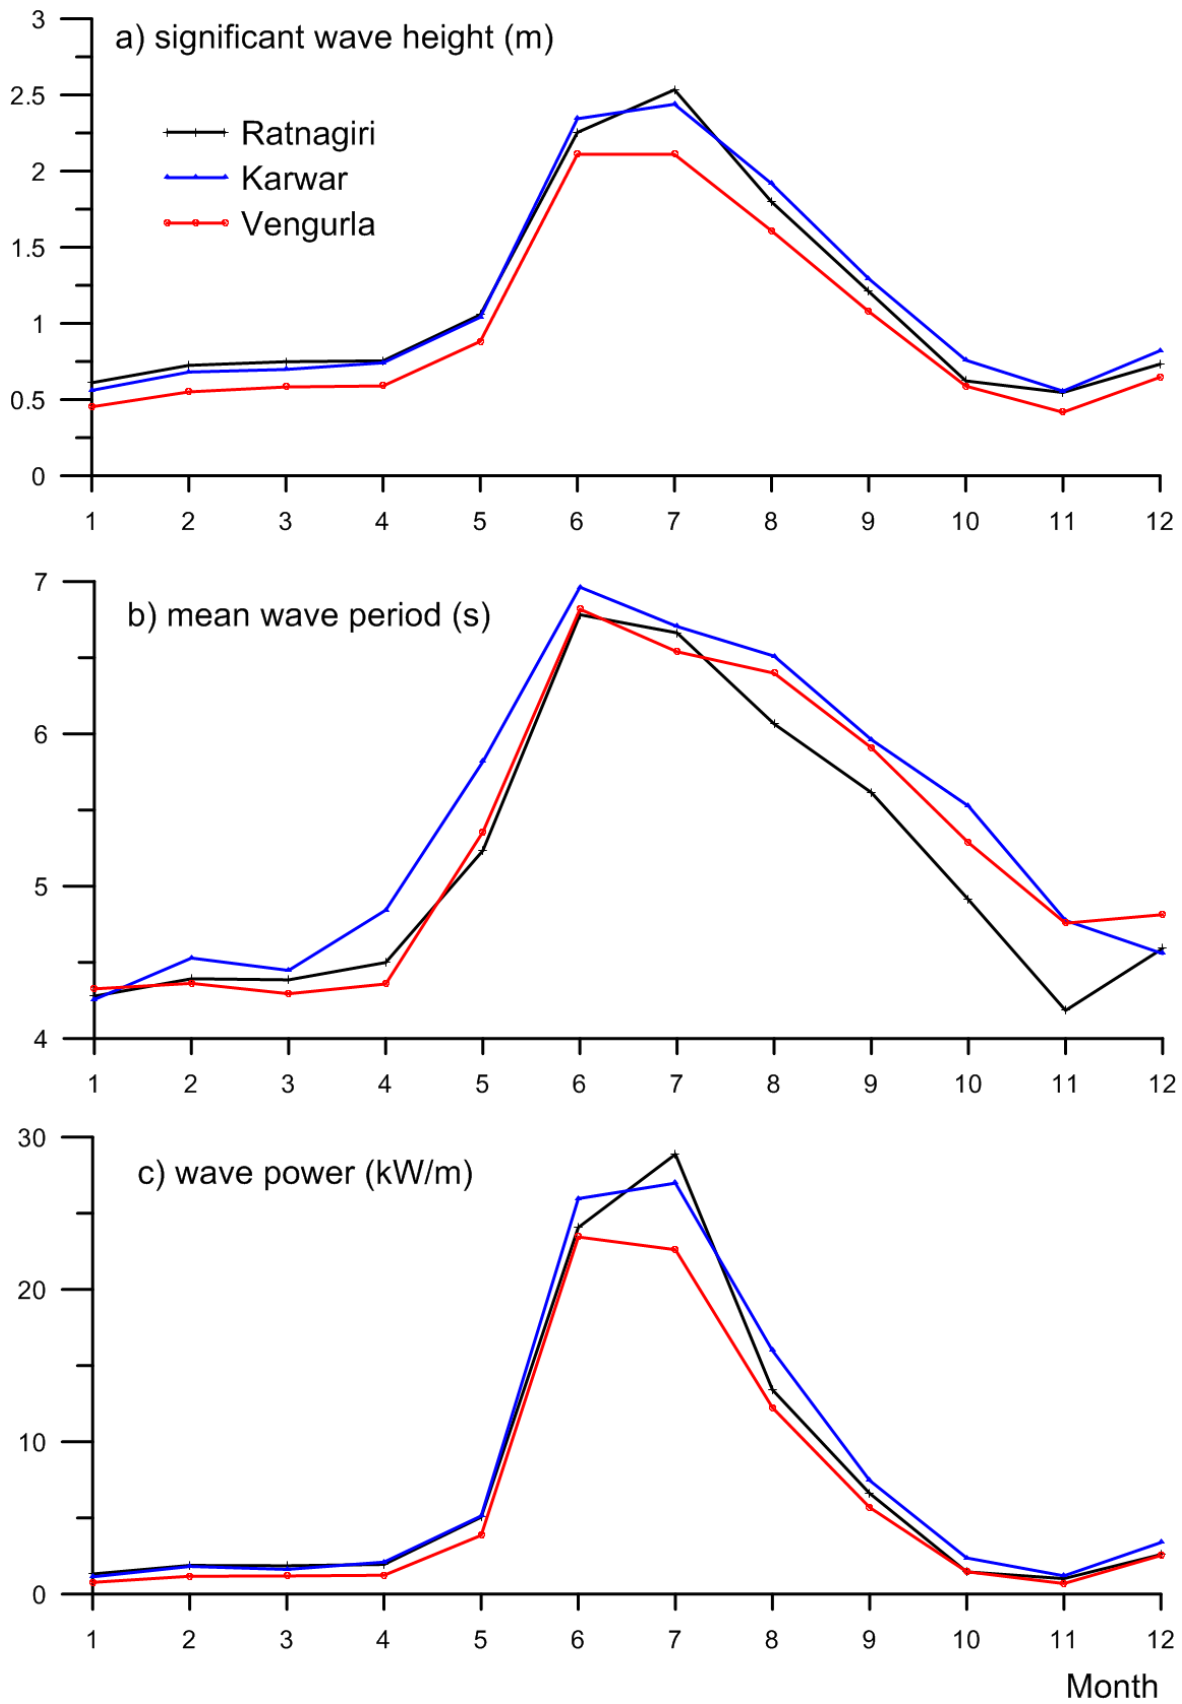 3
a) significant wave height (m)
2.5
Ratnagiri
2
Karwar
Vengurla
1.5
1
0.5
0
1 2 3 4 5 6 7 8 9 10 11 12
7
b) mean wave period (s)
6
5
4
1 2 3 4 5 6 7 8 9 10 11 12
30
c) wave power (kW/m)
20
10
0
1 2 3 4 5 6 7 8 9 10 11 12
Month